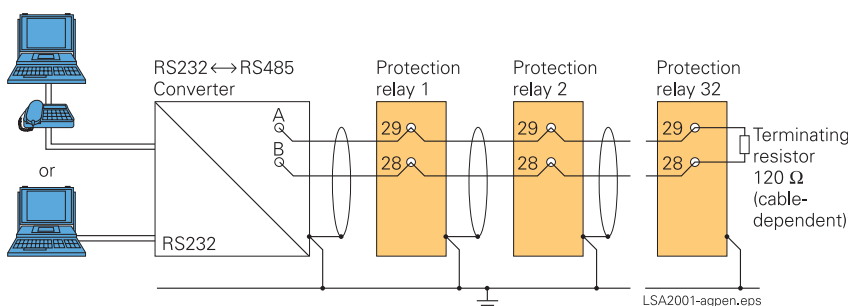 RS232↔RS485
Converter
Protection
relay 1
Protection
relay 2
Protection
relay 32
A
B
29
28
29
28
29
28
Terminating
resistor
120 Ω
(cable-
dependent)
or
RS232
LSA2001-agpen.eps